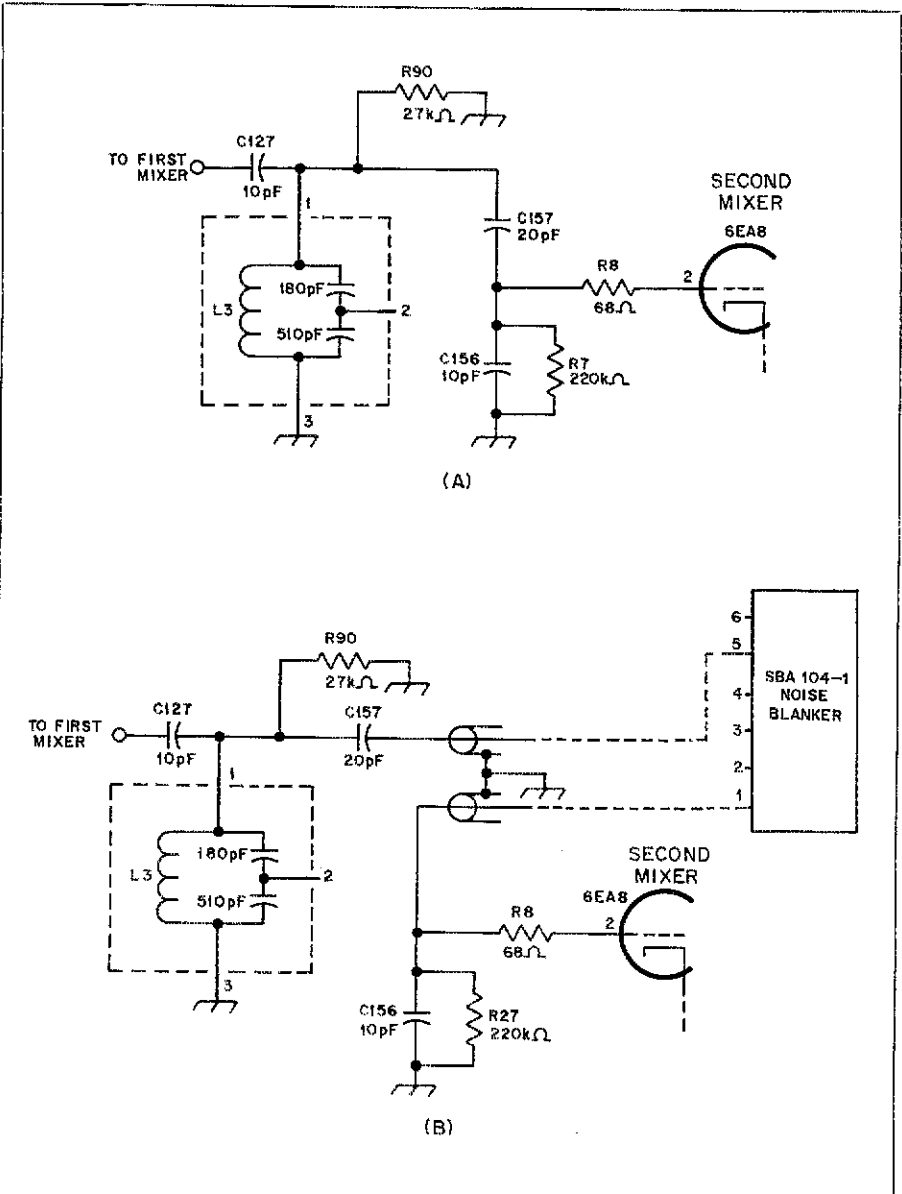 R90
27kΩ
C127
TO FIRST
MIXER
10pF
1
SECOND
MIXER
6EA8
C157
20pF
R8
2
68Ω
180pF
L3
2
510pF
C156
10pF
R7
220kΩ
3
(A)
6
5
SBA 104-1
NOISE
BLANKER
4
3
2
1
R90
27kΩ
C127
C157
TO FIRST
MIXER
10pF
20pF
1
SECOND
MIXER
6EA8
180pF
L3
2
510pF
R8
2
68Ω
3
C156
10pF
R27
220kΩ
(B)